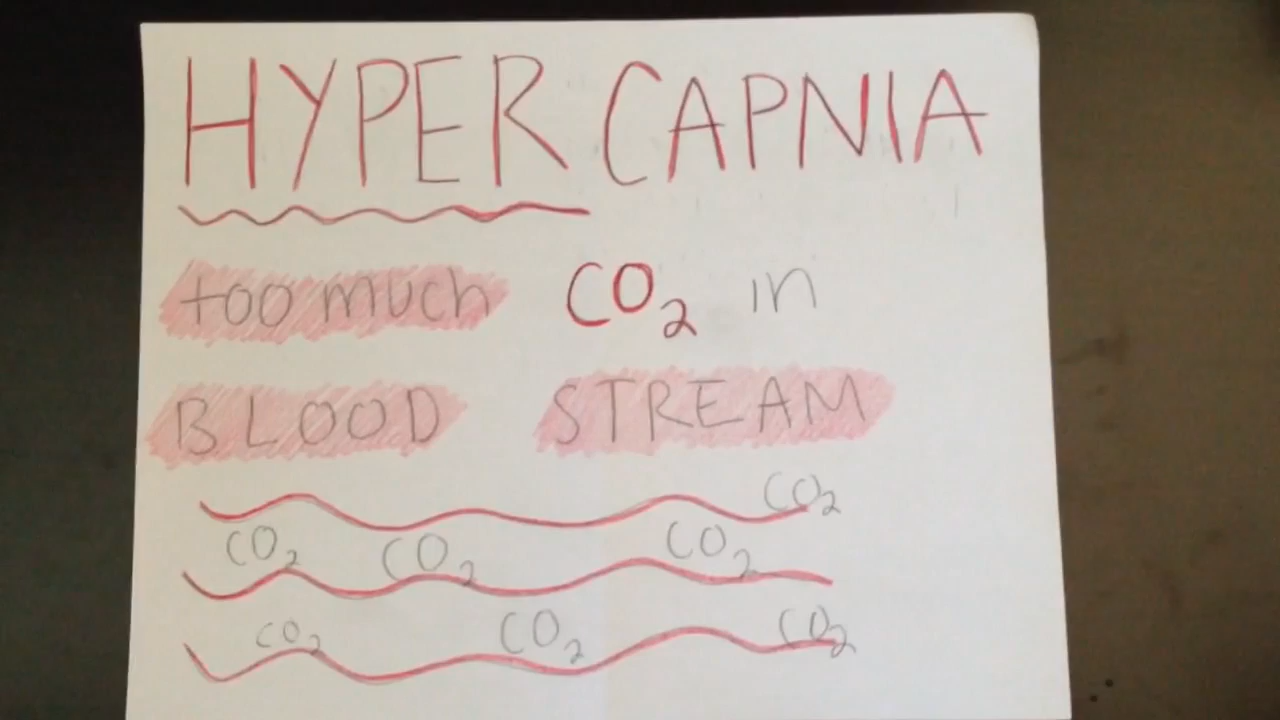 HYPERCAPNIA
too much CO₂ in
BLOOD STREAM
CO₂
CO₂ CO₂ CO₂
CO₂ CO₂ CO₂